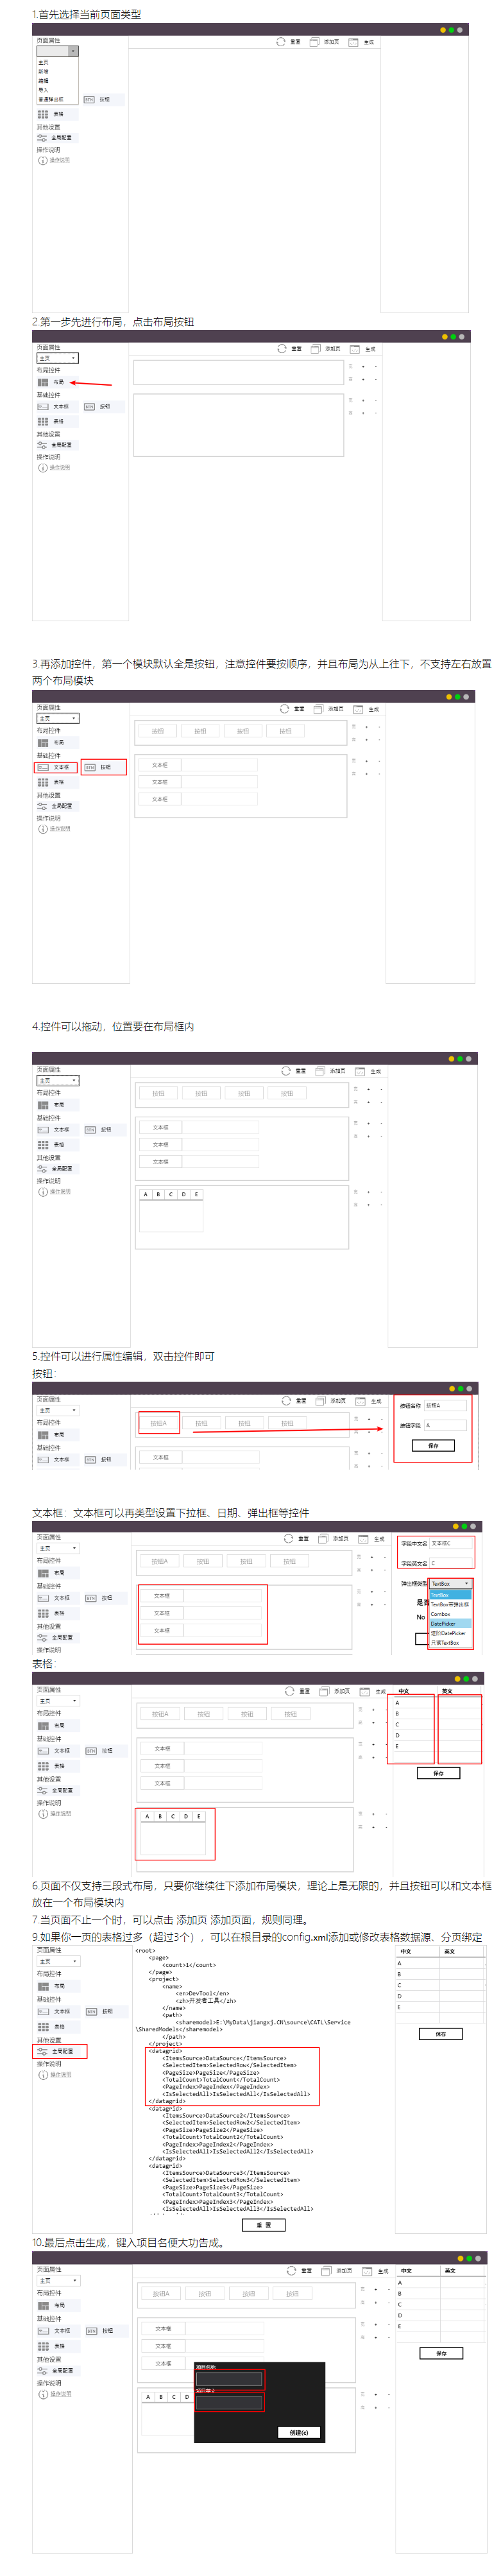 1.首先选择当前页面类型
页面属性
重置 添加页 生成
主页
新增
编辑
导入
普通弹出框
按钮
表格
其他设置
全局配置
操作说明
操作说明
2.第一步先进行布局，点击布局按钮
页面属性
主页
重置 添加页 生成
布局控件
布局
基础控件
文本框 按钮
表格
其他设置
全局配置
操作说明
操作说明
3.再添加控件，第一个模块默认全是按钮，注意控件要按顺序，并且布局为从上往下，不支持左右放置
两个布局模块
页面属性
主页
重置 添加页 生成
布局控件
布局
基础控件
文本框 按钮
表格
其他设置
全局配置
操作说明
操作说明
按钮 按钮 按钮 按钮
文本框
文本框
文本框
4.控件可以拖动，位置要在布局框内
页面属性
主页
重置 添加页 生成
布局控件
布局
基础控件
文本框 按钮
表格
其他设置
全局配置
操作说明
操作说明
按钮 按钮 按钮 按钮
文本框
文本框
文本框
A B C D E
5.控件可以进行属性编辑，双击控件即可
按钮：
页面属性
主页
重置 添加页 生成
布局控件
布局
基础控件
文本框 按钮
按钮A 按钮 按钮 按钮
文本框
按钮名称 按钮A
按钮字段 A
保存
文本框：文本框可以再类型设置下拉框、日期、弹出框等控件
页面属性
主页
重置 添加页 生成
布局控件
布局
基础控件
文本框 按钮
表格
其他设置
全局配置
操作说明
按钮A 按钮 按钮 按钮
文本框
文本框
文本框
字段中文名 文本框C
字段英文名 C
弹出框类型 TextBox
TextBox
TextBox带弹出框
Combox
DatePicker
No
表格：
页面属性
主页
重置 添加页 生成
布局控件
布局
基础控件
文本框 按钮
表格
其他设置
全局配置
操作说明
操作说明
按钮A 按钮 按钮 按钮
文本框
文本框
文本框
A B C D E
中文 英文
A
B
C
D
E
保存
6.页面不仅支持三段式布局，只要你继续往下添加布局模块，理论上是无限的，并且按钮可以和文本框
放在一个布局模块内
7.当页面不止一个时，可以点击 添加页 添加页面，规则同理。
9.如果你一页的表格过多（超过3个），可以在根目录的config.xml添加或修改表格数据源、分页绑定
页面属性
主页
布局控件
布局
基础控件
文本框 按钮
表格
其他设置
全局配置
操作说明
操作说明
<root>
<page>
<count>1</count>
</page>
<project>
<name>
<en>DevTool</en>
<zh>开发者工具</zh>
</name>
<path>
<sharemodel>E:\MyData\jiangxj.CN\source\CATL\Service
\SharedModels</sharemodel>
</path>
</project>
<datagrid>
<ItemsSource>DataSource</ItemsSource>
<SelectedItem>SelectedRow</SelectedItem>
<PageSize>PageSize</PageSize>
<TotalCount>TotalCount</TotalCount>
<PageIndex>PageIndex</PageIndex>
<IsSelectedAll>IsSelectedAll</IsSelectedAll>
</datagrid>
<datagrid>
<ItemsSource>DataSource2</ItemsSource>
<SelectedItem>SelectedRow2</SelectedItem>
<PageSize>PageSize2</PageSize>
<TotalCount>TotalCount2</TotalCount>
<PageIndex>PageIndex2</PageIndex>
<IsSelectedAll>IsSelectedAll2</IsSelectedAll>
</datagrid>
<datagrid>
<ItemsSource>DataSource3</ItemsSource>
<SelectedItem>SelectedRow3</SelectedItem>
<PageSize>PageSize3</PageSize>
<TotalCount>TotalCount3</TotalCount>
<PageIndex>PageIndex3</PageIndex>
<IsSelectedAll>IsSelectedAll3</IsSelectedAll>
重 置
中文 英文
A
B
C
D
E
保存
10.最后点击生成，键入项目名便大功告成。
页面属性
主页
重置 添加页 生成
布局控件
布局
基础控件
文本框 按钮
表格
其他设置
全局配置
操作说明
操作说明
按钮A 按钮 按钮 按钮
文本框
文本框
文本框
A B C D
项目名称
创建(c)
中文 英文
A
B
C
D
E
保存